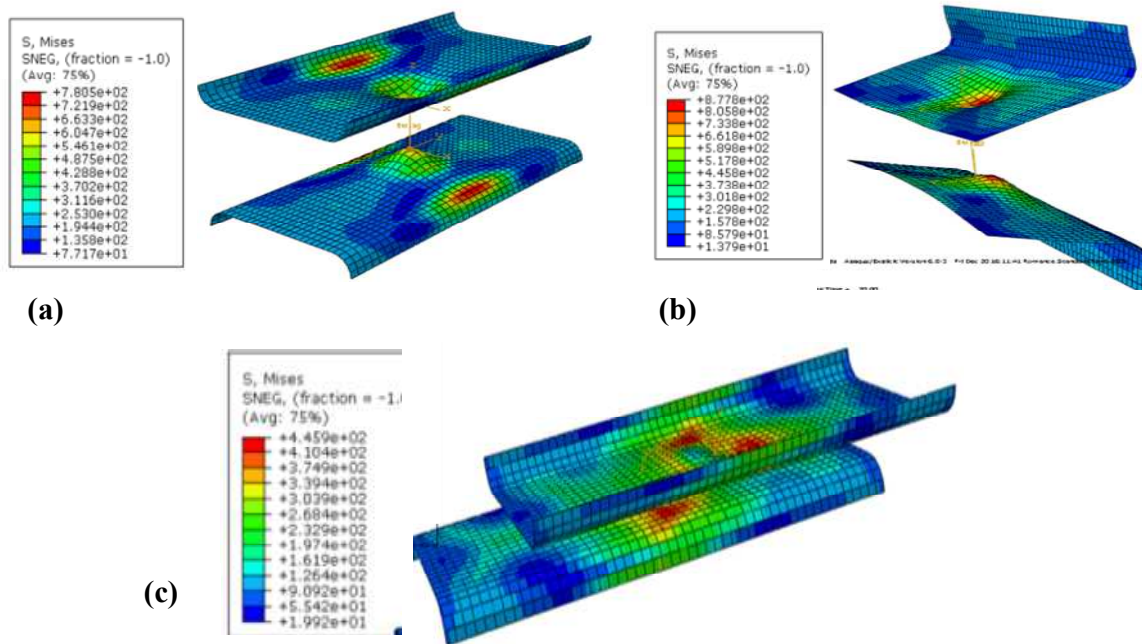 S, Mises
SNEG, (fraction = -1.0)
(Avg: 75%)
+7.805e+02
+7.219e+02
+6.633e+02
+6.047e+02
+5.461e+02
+4.875e+02
+4.288e+02
+3.702e+02
+3.116e+02
+2.530e+02
+1.944e+02
+1.358e+02
+7.717e+01
(a)
S, Mises
SNEG, (fraction = -1.0)
(Avg: 75%)
+8.778e+02
+8.058e+02
+7.338e+02
+6.618e+02
+5.898e+02
+5.178e+02
+4.458e+02
+3.738e+02
+3.018e+02
+2.298e+02
+1.578e+02
+8.579e+01
+1.379e+01
(b)
S, Mises
SNEG, (fraction = -1.
(Avg: 75%)
+4.459e+02
+4.104e+02
+3.749e+02
+3.394e+02
+3.039e+02
+2.684e+02
+2.329e+02
+1.974e+02
+1.619e+02
+1.264e+02
+9.092e+01
+5.542e+01
+1.992e+01
(c)